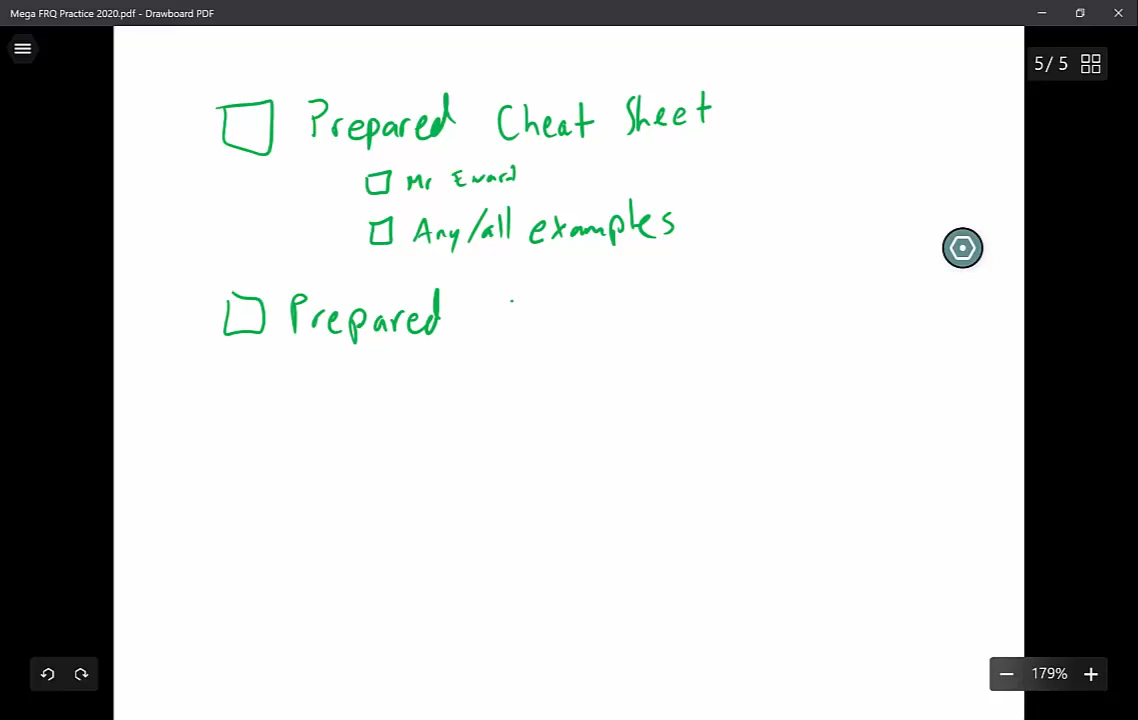 Mega FRQ Practice 2020.pdf - Drawboard PDF
5 / 5
Prepared Cheat Sheet
Mr Eward
Any/all examples
Prepared
179%